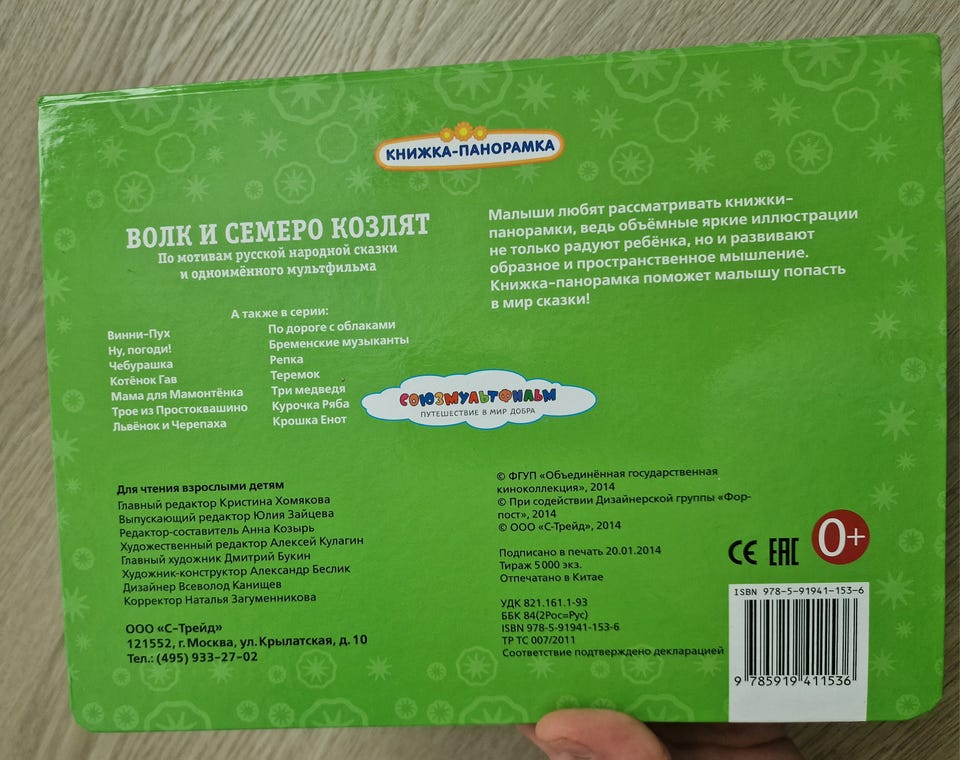 КНИЖКА-ПАНОРАМКА
ВОЛК И СЕМЕРО КОЗЛЯТ
По мотивам русской народной сказки
и одноимённого мультфильма
Малыши любят рассматривать книжки-
панорамки, ведь объёмные яркие иллюстрации
не только радуют ребёнка, но и развивают
образное и пространственное мышление.
Книжка-панорамка поможет малышу попасть
в мир сказки!
А также в серии:
Винни-Пух
Ну, погоди!
Чебурашка
Котёнок Гав
Мама для Мамонтёнка
Трое из Простоквашино
Львёнок и Черепаха
По дороге с облаками
Бременские музыканты
Репка
Теремок
Три медведя
Курочка Ряба
Крошка Енот
СОЮЗМУЛЬТФИЛЬМ
ПУТЕШЕСТВИЕ В МИР ДОБРА
Для чтения взрослыми детям
Главный редактор Кристина Хомякова
Выпускающий редактор Юлия Зайцева
Редактор-составитель Анна Козырь
Художественный редактор Алексей Кулагин
Главный художник Дмитрий Букин
Художник-конструктор Александр Беслик
Дизайнер Всеволод Канищев
Корректор Наталья Загуменникова
ООО «С-Трейд»
121552, г. Москва, ул. Крылатская, д. 10
Тел.: (495) 933-27-02
© ФГУП «Объединённая государственная
киноколлекция», 2014
© При содействии Дизайнерской группы «Фор-
пост», 2014
© ООО «С-Трейд», 2014
Подписано в печать 20.01.2014
Тираж 5 000 экз.
Отпечатано в Китае
УДК 821.161.1-93
ББК 84(2Рос=Рус)
ISBN 978-5-91941-153-6
ТР ТС 007/2011
Соответствие подтверждено декларацией
CE EAC 0+
ISBN 978-5-91941-153-6
9 785919 411536